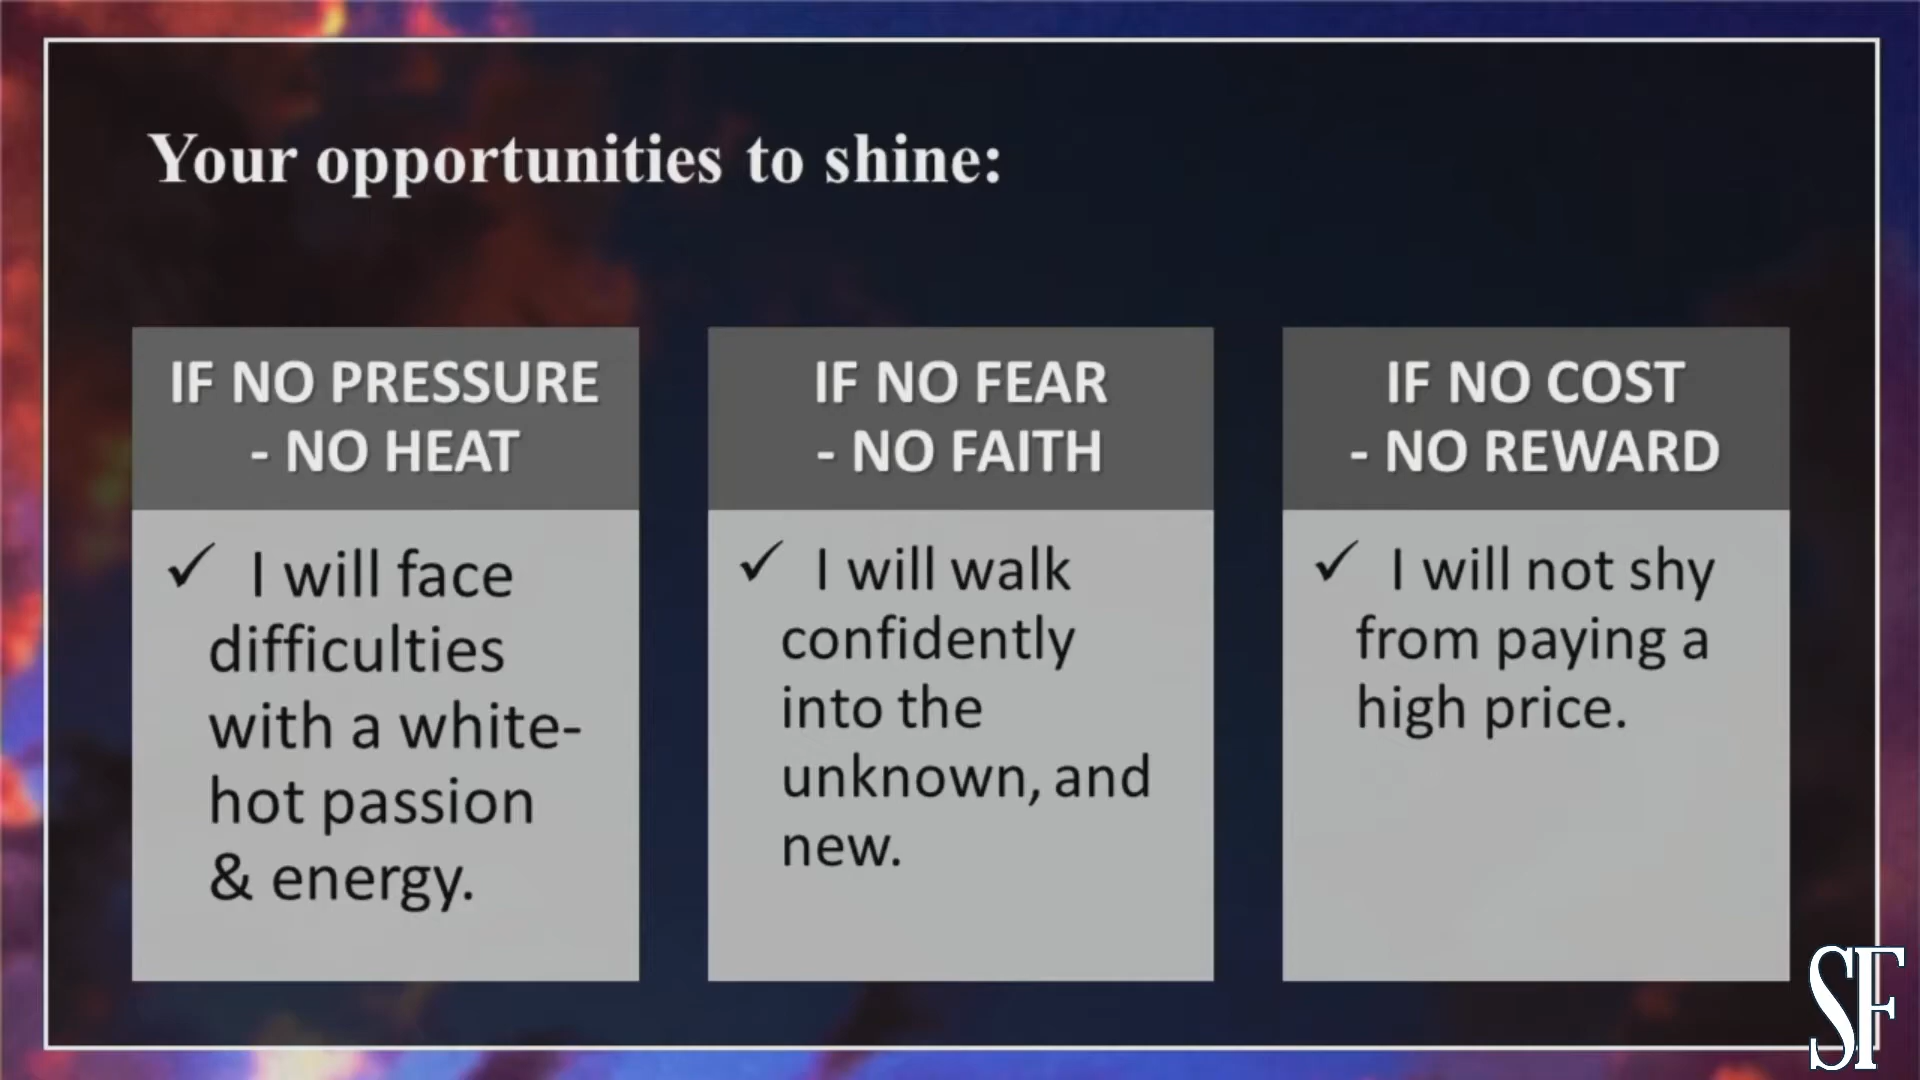 Your opportunities to shine:
IF NO PRESSURE
- NO HEAT
✓ I will face
difficulties
with a white-
hot passion
& energy.
IF NO FEAR
- NO FAITH
✓ I will walk
confidently
into the
unknown, and
new.
IF NO COST
- NO REWARD
✓ I will not shy
from paying a
high price.
SF